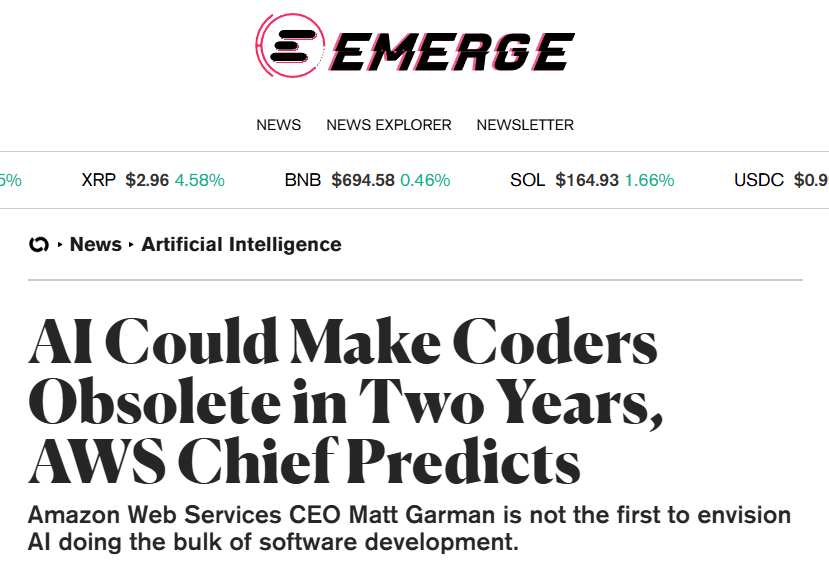 EMERGE
NEWS NEWS EXPLORER NEWSLETTER
5% XRP $2.96 4.58% BNB $694.58 0.46% SOL $164.93 1.66% USDC $0.9
News Artificial Intelligence
AI Could Make Coders
Obsolete in Two Years,
AWS Chief Predicts
Amazon Web Services CEO Matt Garman is not the first to envision
AI doing the bulk of software development.